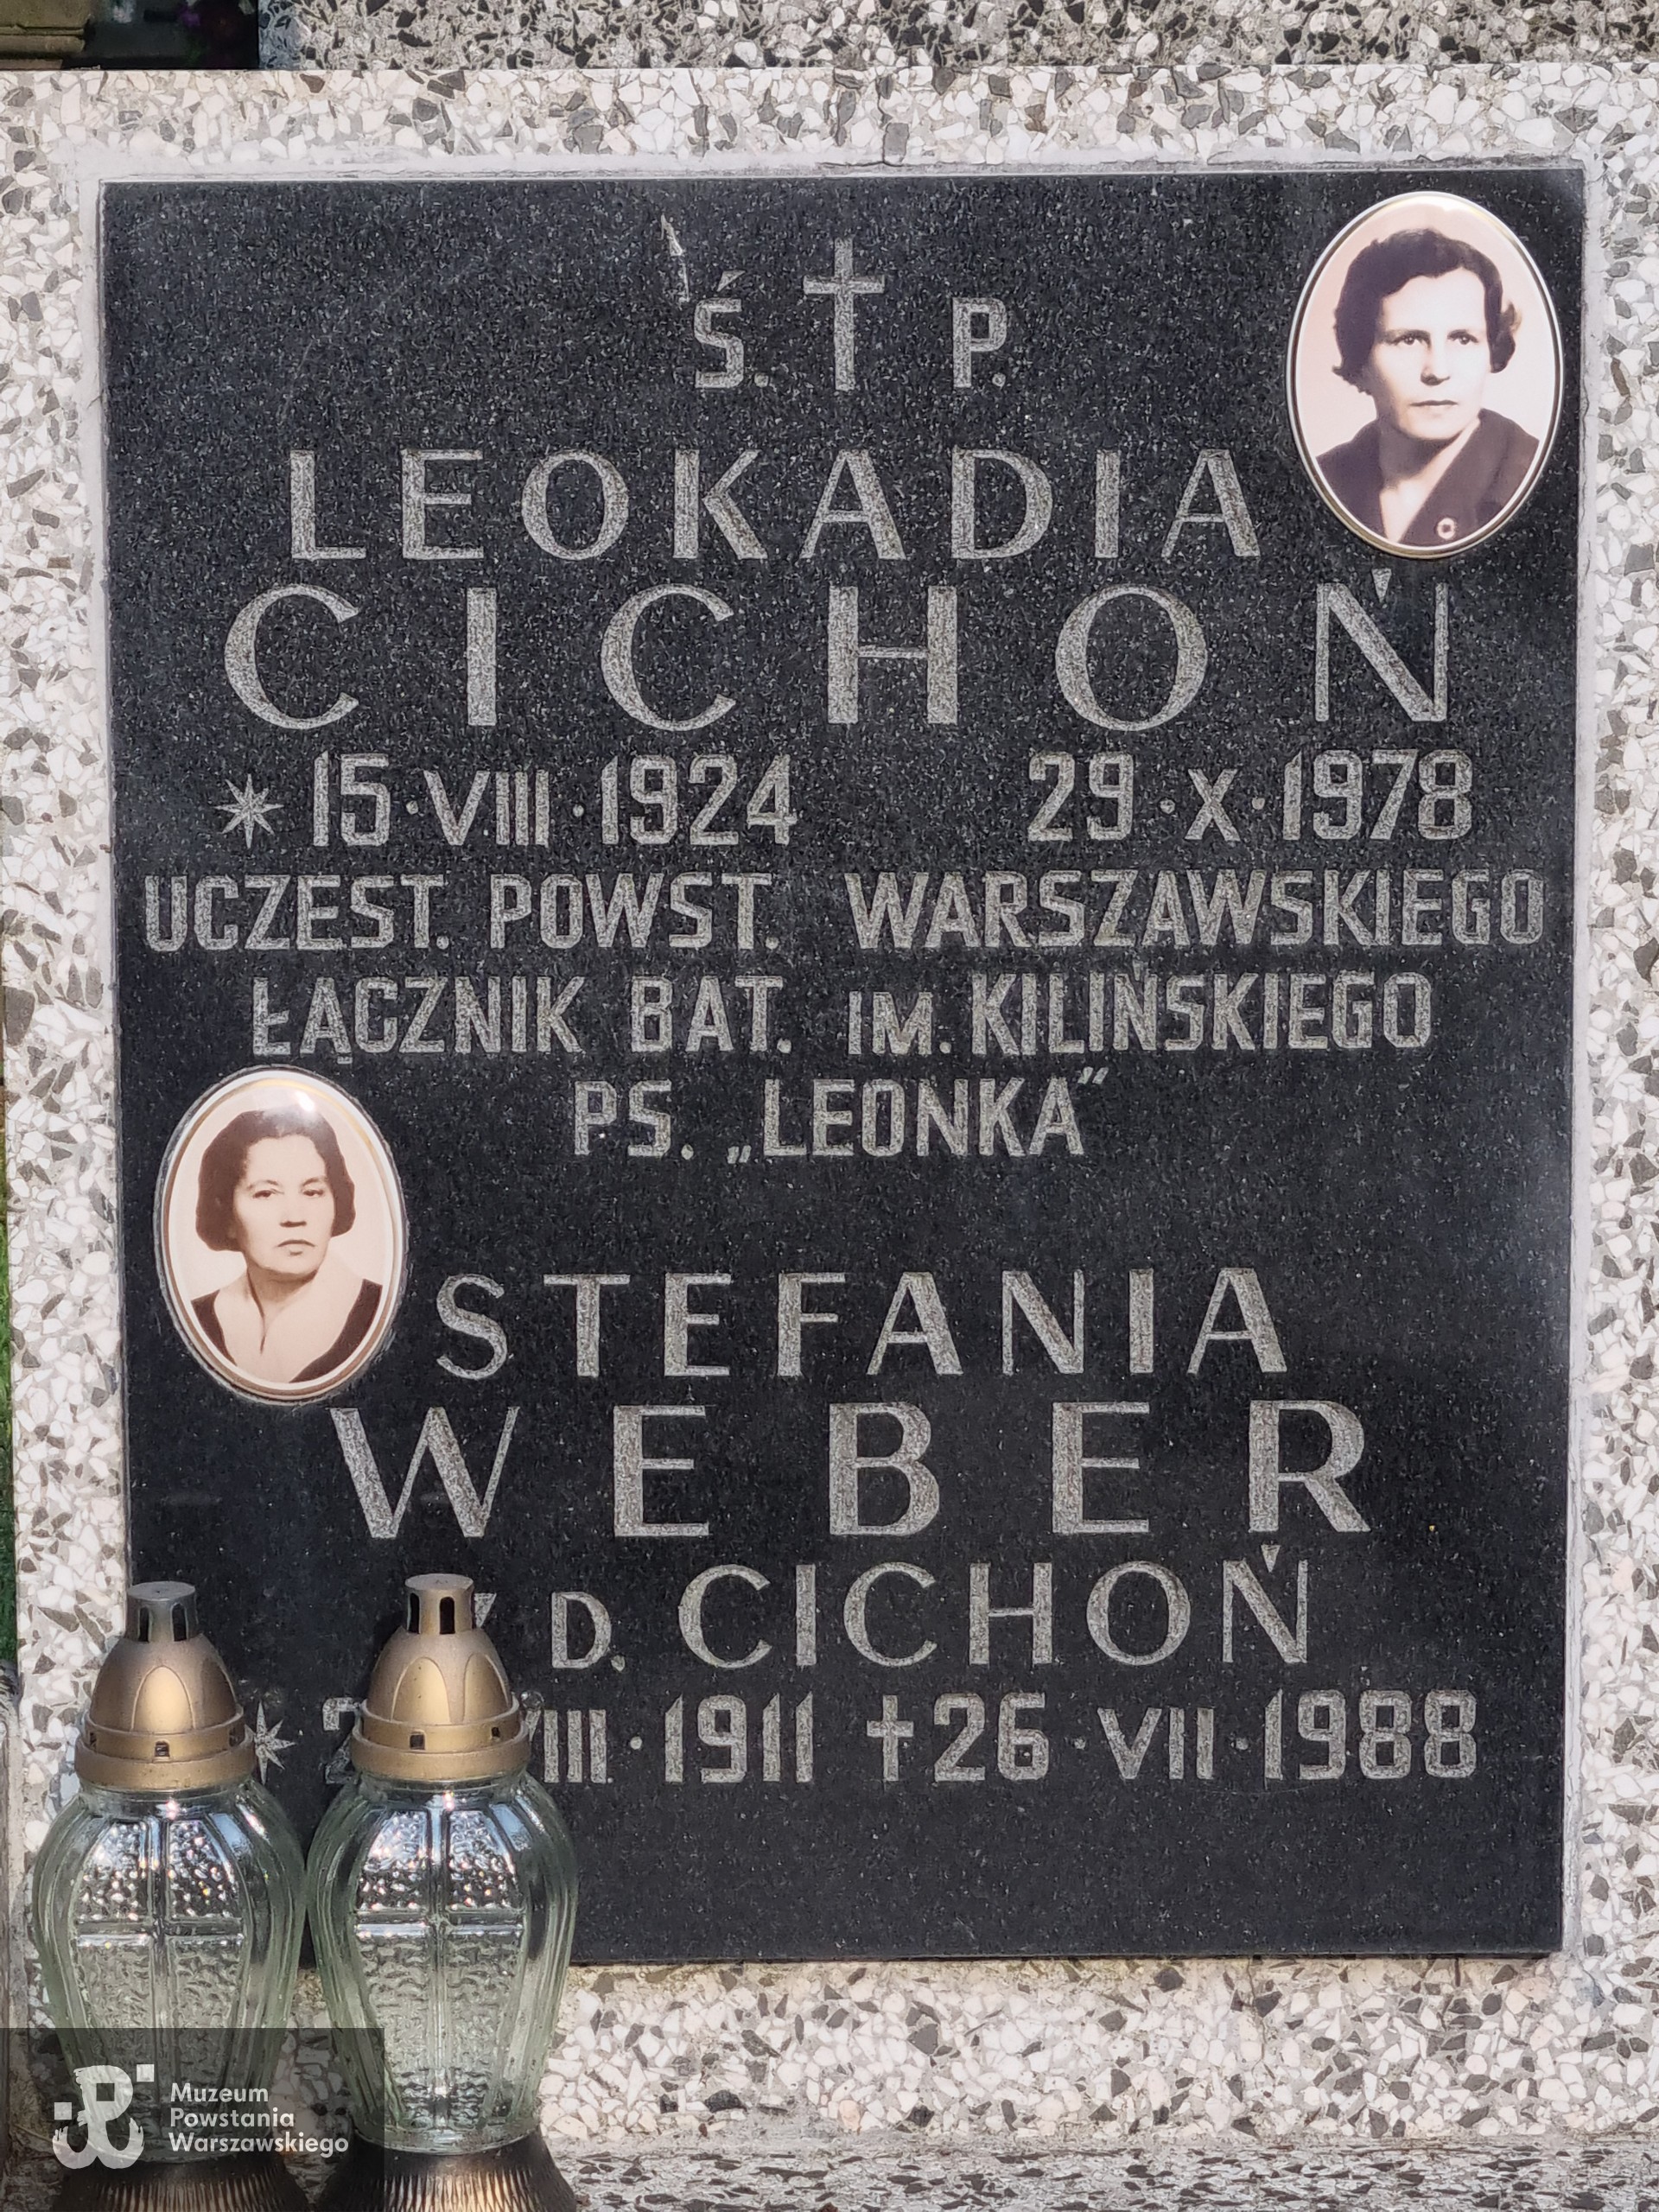 Ś. † P.
LEOKADIA
CICHOŃ
* 15·VIII·1924 29·X·1978
UCZEST. POWST. WARSZAWSKIEGO
ŁĄCZNIK BAT. IM. KILIŃSKIEGO
PS. „LEONKA”
STEFANIA
WEBER
D. CICHOŃ
* 1911 † 26·VII·1988
Muzeum
Powstania
Warszawskiego